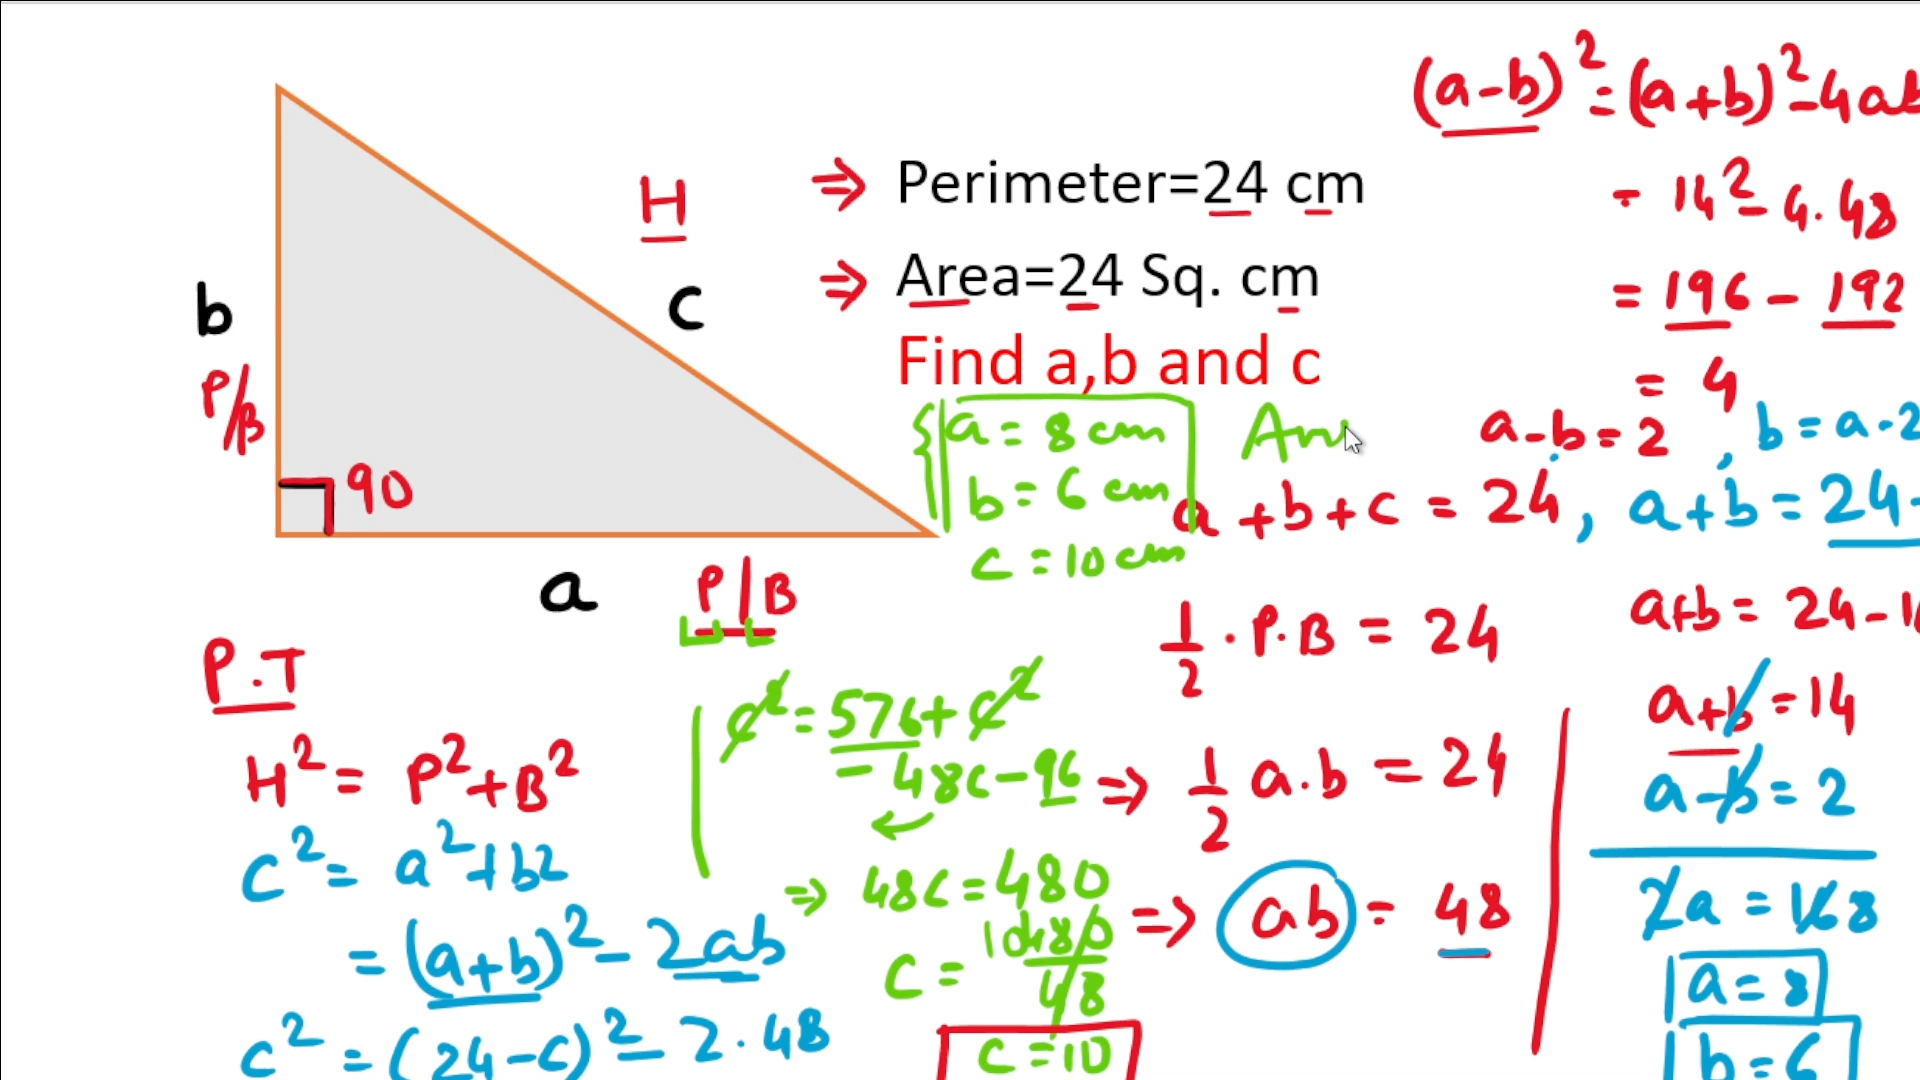 (a-b)² = (a+b)² - 4ab
= 14² - 4.48
= 196 - 192
= 4
a-b = 2, b = a-2
H
⇒ Perimeter=24 cm
⇒ Area=24 Sq. cm
Find a,b and c
b
c
P/B
90
a
P/B
a = 8 cm
b = 6 cm
c = 10 cm
Ans
a + b + c = 24, a+b = 24-
1/2 . P.B = 24
⇒ 1/2 a.b = 24
⇒ ab = 48
a+b = 24-1
a+b = 14
a-b = 2
2a = 16 8
a = 8
b = 6
P.T
H² = P² + B²
c² = a² + b2
= (a+b)² - 2ab
c² = (24-c)² - 2.48
c² = 576 + c²
- 48c - 96
⇒ 48c = 480
c = 10 480/48
c = 10